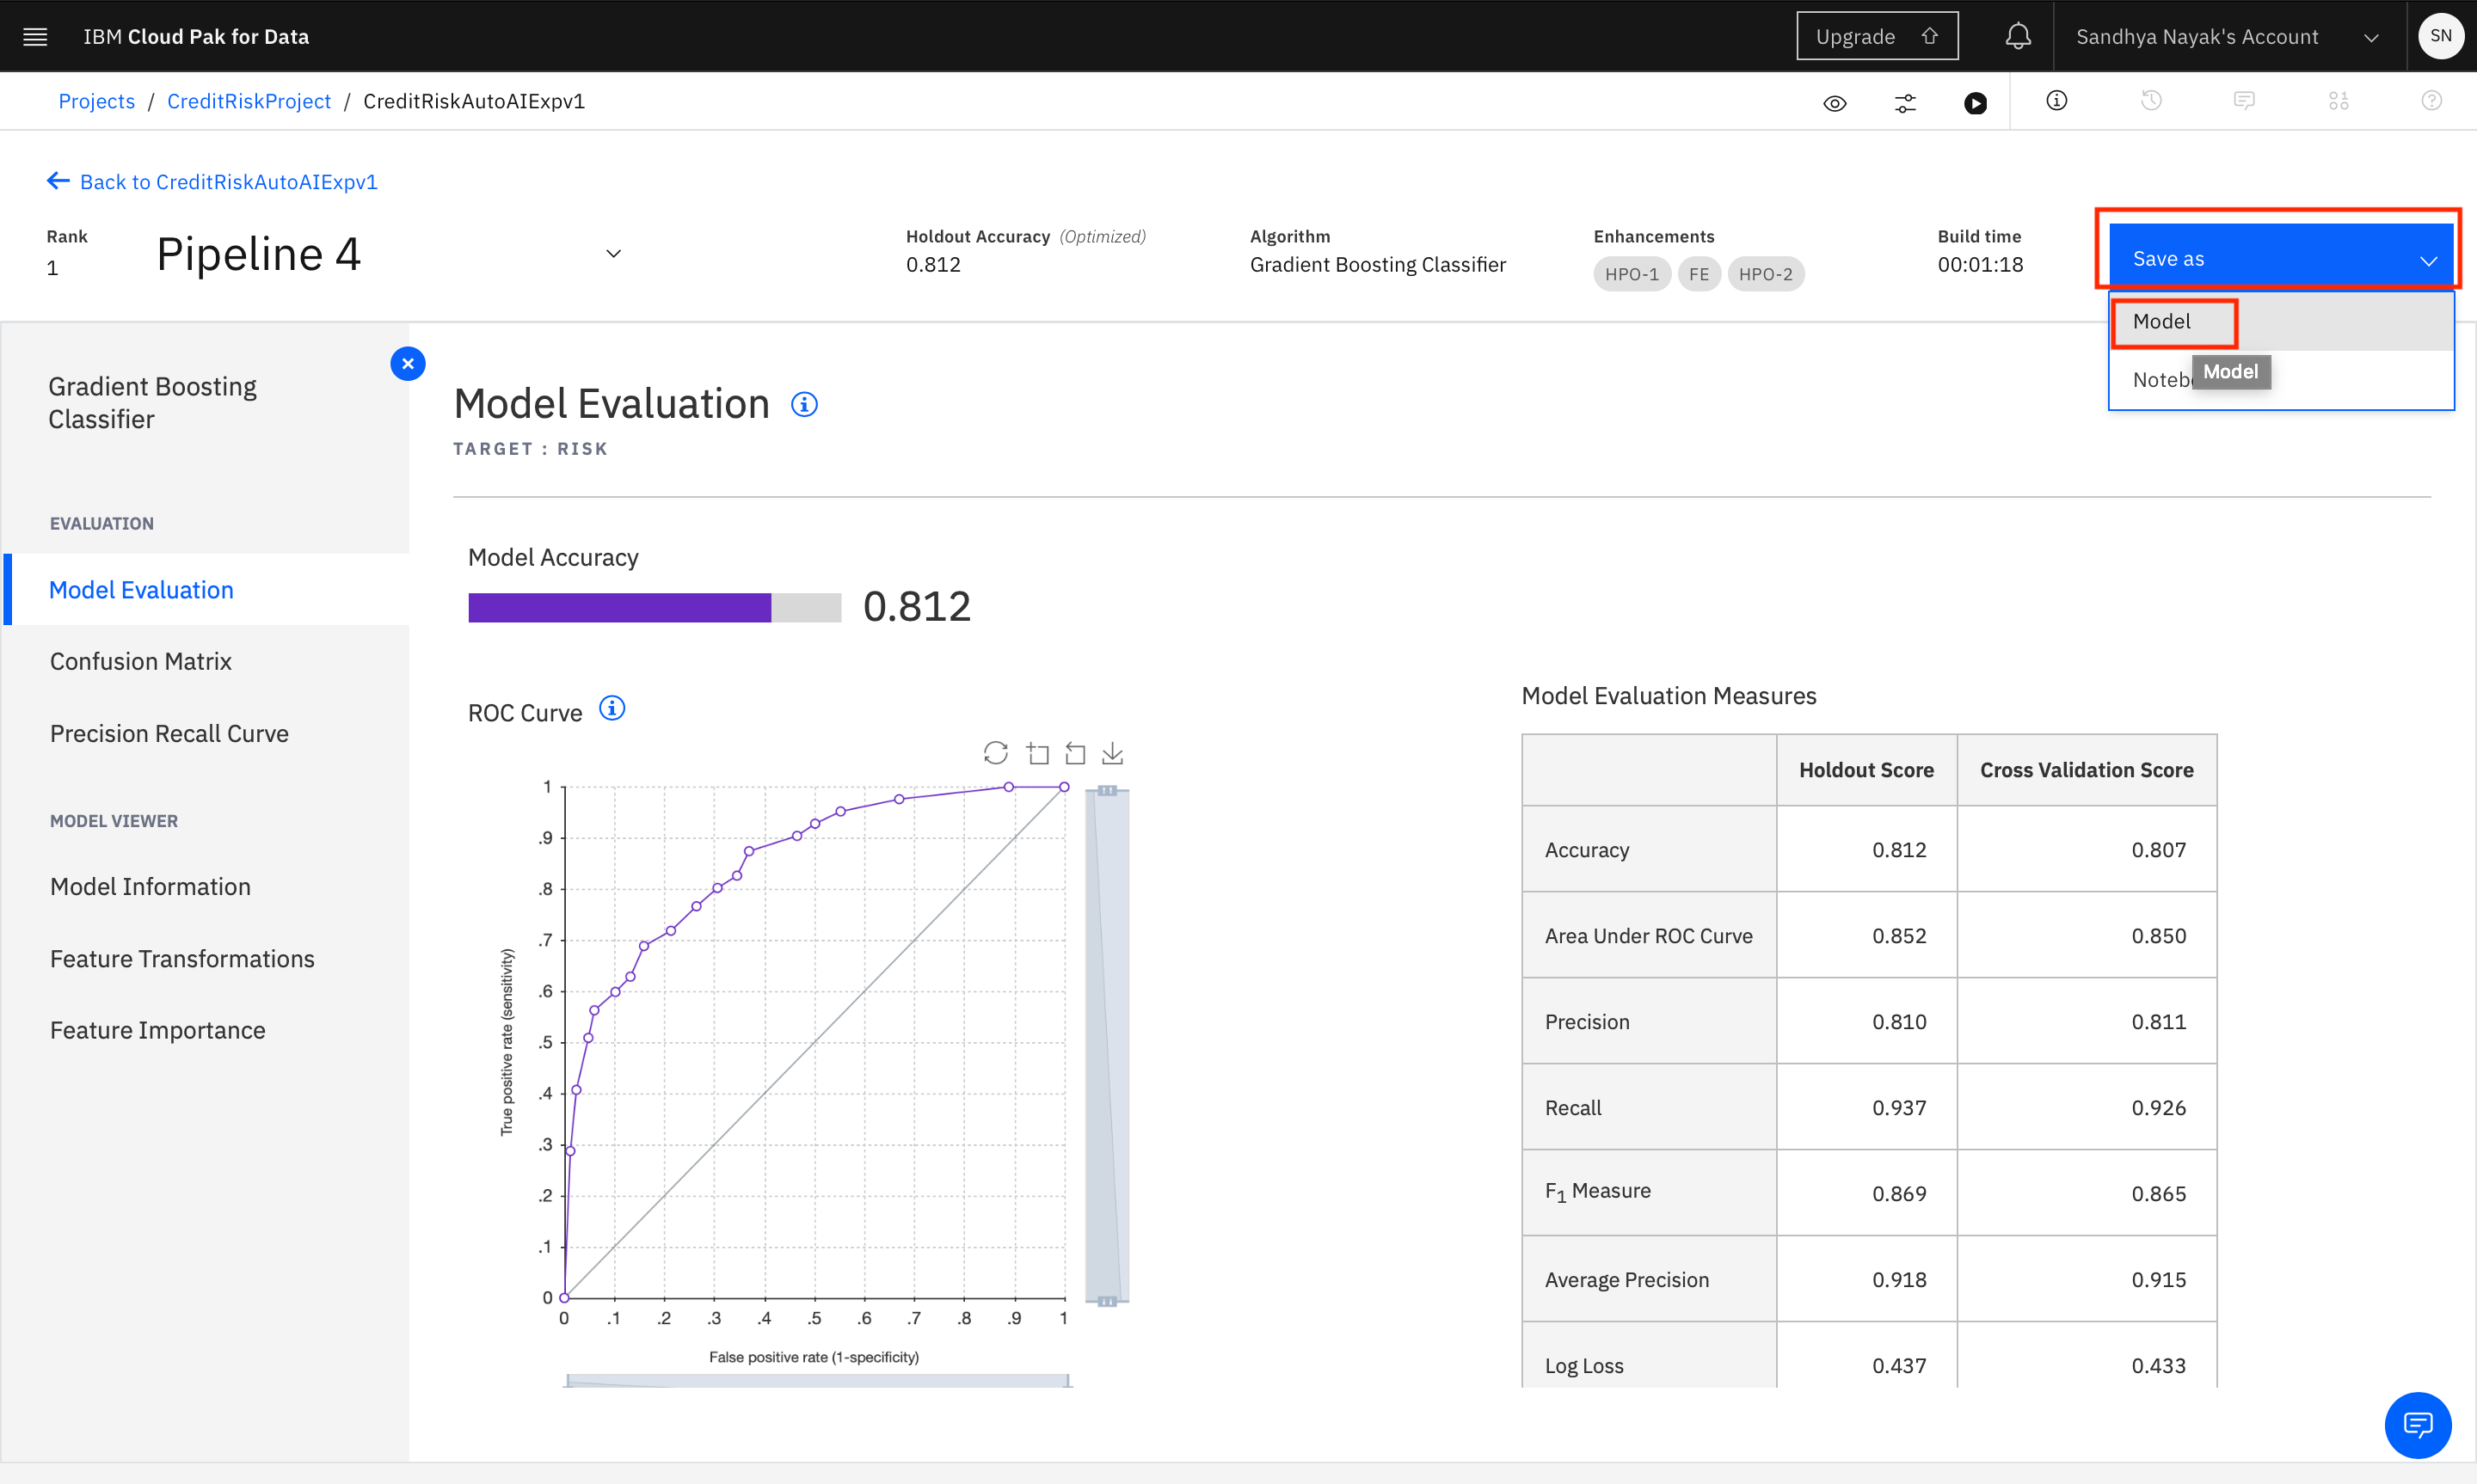 IBM Cloud Pak for Data
Upgrade
Sandhya Nayak's Account
SN
Projects / CreditRiskProject / CreditRiskAutoAIExpv1
Back to CreditRiskAutoAIExpv1
Rank
1
Pipeline 4
Holdout Accuracy (Optimized)
0.812
Algorithm
Gradient Boosting Classifier
Enhancements
HPO-1 FE HPO-2
Build time
00:01:18
Save as
Model
Model
Gradient Boosting
Classifier
EVALUATION
Model Evaluation
Confusion Matrix
Precision Recall Curve
MODEL VIEWER
Model Information
Feature Transformations
Feature Importance
Model Evaluation
TARGET : RISK
Model Accuracy
0.812
ROC Curve
1
.9
.8
.7
.6
.5
.4
.3
.2
.1
0
True positive rate (sensitivity)
0 .1 .2 .3 .4 .5 .6 .7 .8 .9 1
False positive rate (1-specificity)
Model Evaluation Measures
Holdout Score Cross Validation Score
Accuracy 0.812 0.807
Area Under ROC Curve 0.852 0.850
Precision 0.810 0.811
Recall 0.937 0.926
F1 Measure 0.869 0.865
Average Precision 0.918 0.915
Log Loss 0.437 0.433